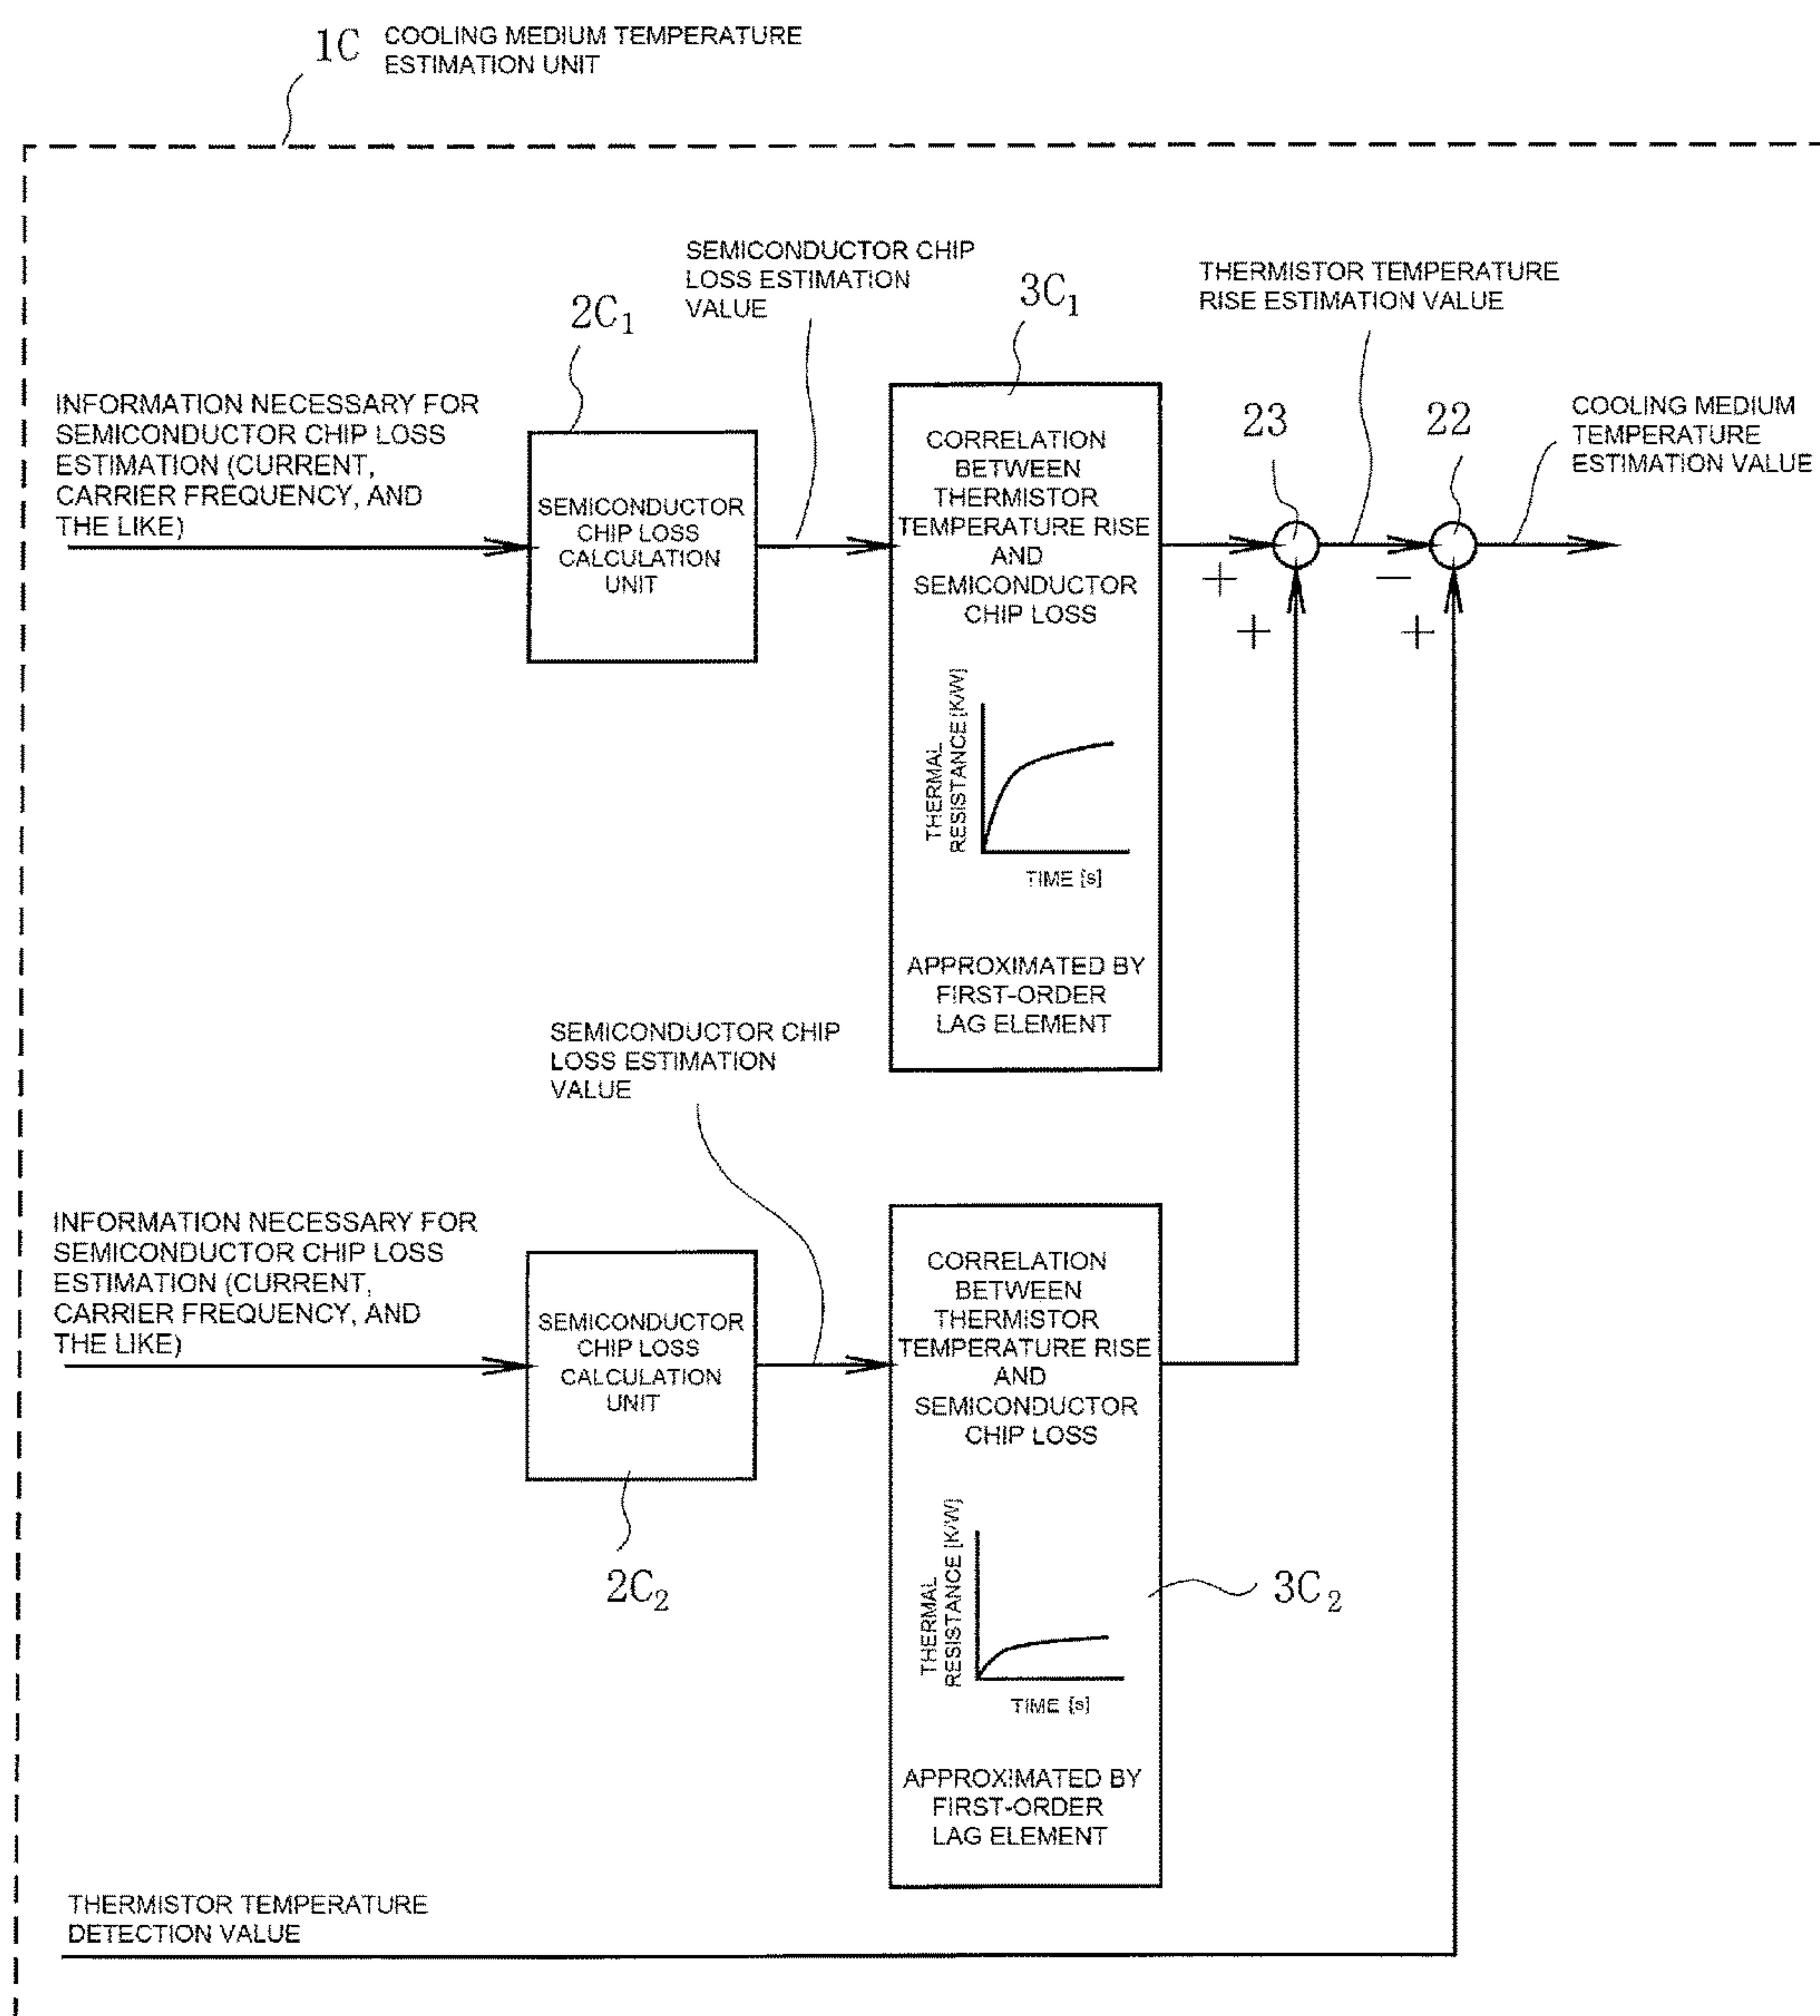 1C COOLING MEDIUM TEMPERATURE
ESTIMATION UNIT
SEMICONDUCTOR CHIP
LOSS ESTIMATION
VALUE
2C₁
3C₁
THERMISTOR TEMPERATURE
RISE ESTIMATION VALUE
INFORMATION NECESSARY FOR
SEMICONDUCTOR CHIP LOSS
ESTIMATION (CURRENT,
CARRIER FREQUENCY, AND
THE LIKE)
SEMICONDUCTOR
CHIP LOSS
CALCULATION
UNIT
CORRELATION
BETWEEN
THERMISTOR
TEMPERATURE RISE
AND
SEMICONDUCTOR
CHIP LOSS
THERMAL
RESISTANCE [K/W]
TIME [s]
APPROXIMATED BY
FIRST-ORDER
LAG ELEMENT
23
22
COOLING MEDIUM
TEMPERATURE
ESTIMATION VALUE
+
+
−
+
SEMICONDUCTOR CHIP
LOSS ESTIMATION
VALUE
INFORMATION NECESSARY FOR
SEMICONDUCTOR CHIP LOSS
ESTIMATION (CURRENT,
CARRIER FREQUENCY, AND
THE LIKE)
SEMICONDUCTOR
CHIP LOSS
CALCULATION
UNIT
2C₂
CORRELATION
BETWEEN
THERMISTOR
TEMPERATURE RISE
AND
SEMICONDUCTOR
CHIP LOSS
THERMAL
RESISTANCE [K/W]
TIME [s]
3C₂
APPROXIMATED BY
FIRST-ORDER
LAG ELEMENT
THERMISTOR TEMPERATURE
DETECTION VALUE